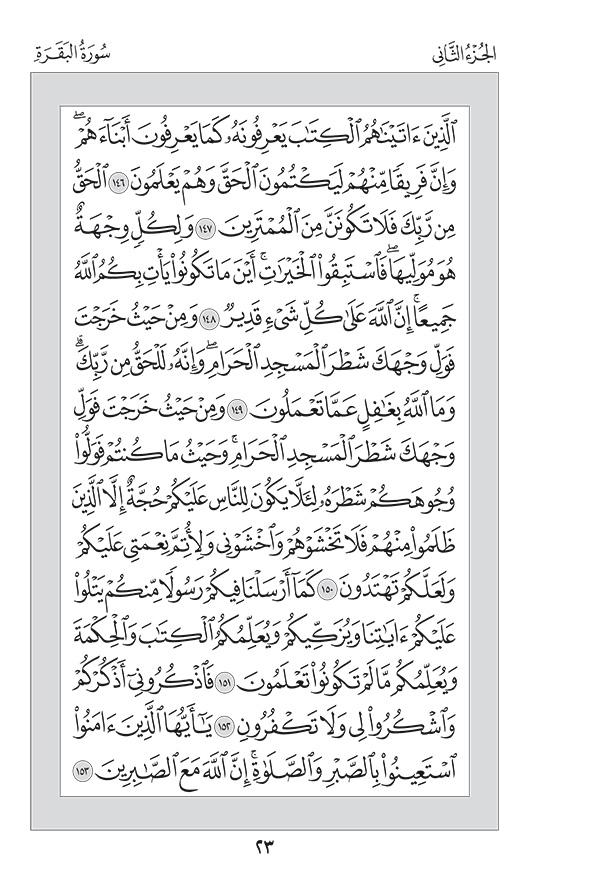 الجُزْءُ الثَّانِي
سُورَةُ البَقَرَةِ
ٱلَّذِينَ ءَاتَيْنَٰهُمُ ٱلْكِتَٰبَ يَعْرِفُونَهُۥ كَمَا يَعْرِفُونَ أَبْنَآءَهُمْ ۖ
وَإِنَّ فَرِيقًا مِّنْهُمْ لَيَكْتُمُونَ ٱلْحَقَّ وَهُمْ يَعْلَمُونَ ١٤٦ ٱلْحَقُّ
مِن رَّبِّكَ فَلَا تَكُونَنَّ مِنَ ٱلْمُمْتَرِينَ ١٤٧ وَلِكُلٍّ وِجْهَةٌ
هُوَ مُوَلِّيهَا ۖ فَٱسْتَبِقُوا۟ ٱلْخَيْرَٰتِ ۚ أَيْنَ مَا تَكُونُوا۟ يَأْتِ بِكُمُ ٱللَّهُ
جَمِيعًا ۚ إِنَّ ٱللَّهَ عَلَىٰ كُلِّ شَىْءٍ قَدِيرٌ ١٤٨ وَمِنْ حَيْثُ خَرَجْتَ
فَوَلِّ وَجْهَكَ شَطْرَ ٱلْمَسْجِدِ ٱلْحَرَامِ ۖ وَإِنَّهُۥ لَلْحَقُّ مِن رَّبِّكَ ۗ
وَمَا ٱللَّهُ بِغَٰفِلٍ عَمَّا تَعْمَلُونَ ١٤٩ وَمِنْ حَيْثُ خَرَجْتَ فَوَلِّ
وَجْهَكَ شَطْرَ ٱلْمَسْجِدِ ٱلْحَرَامِ ۚ وَحَيْثُ مَا كُنتُمْ فَوَلُّوا۟
وُجُوهَكُمْ شَطْرَهُۥ لِئَلَّا يَكُونَ لِلنَّاسِ عَلَيْكُمْ حُجَّةٌ إِلَّا ٱلَّذِينَ
ظَلَمُوا۟ مِنْهُمْ فَلَا تَخْشَوْهُمْ وَٱخْشَوْنِى وَلِأُتِمَّ نِعْمَتِى عَلَيْكُمْ
وَلَعَلَّكُمْ تَهْتَدُونَ ١٥٠ كَمَآ أَرْسَلْنَا فِيكُمْ رَسُولًا مِّنكُمْ يَتْلُوا۟
عَلَيْكُمْ ءَايَٰتِنَا وَيُزَكِّيكُمْ وَيُعَلِّمُكُمُ ٱلْكِتَٰبَ وَٱلْحِكْمَةَ
وَيُعَلِّمُكُم مَّا لَمْ تَكُونُوا۟ تَعْلَمُونَ ١٥١ فَٱذْكُرُونِىٓ أَذْكُرْكُمْ
وَٱشْكُرُوا۟ لِى وَلَا تَكْفُرُونِ ١٥٢ يَٰٓأَيُّهَا ٱلَّذِينَ ءَامَنُوا۟
ٱسْتَعِينُوا۟ بِٱلصَّبْرِ وَٱلصَّلَوٰةِ ۚ إِنَّ ٱللَّهَ مَعَ ٱلصَّٰبِرِينَ ١٥٣
٢٣